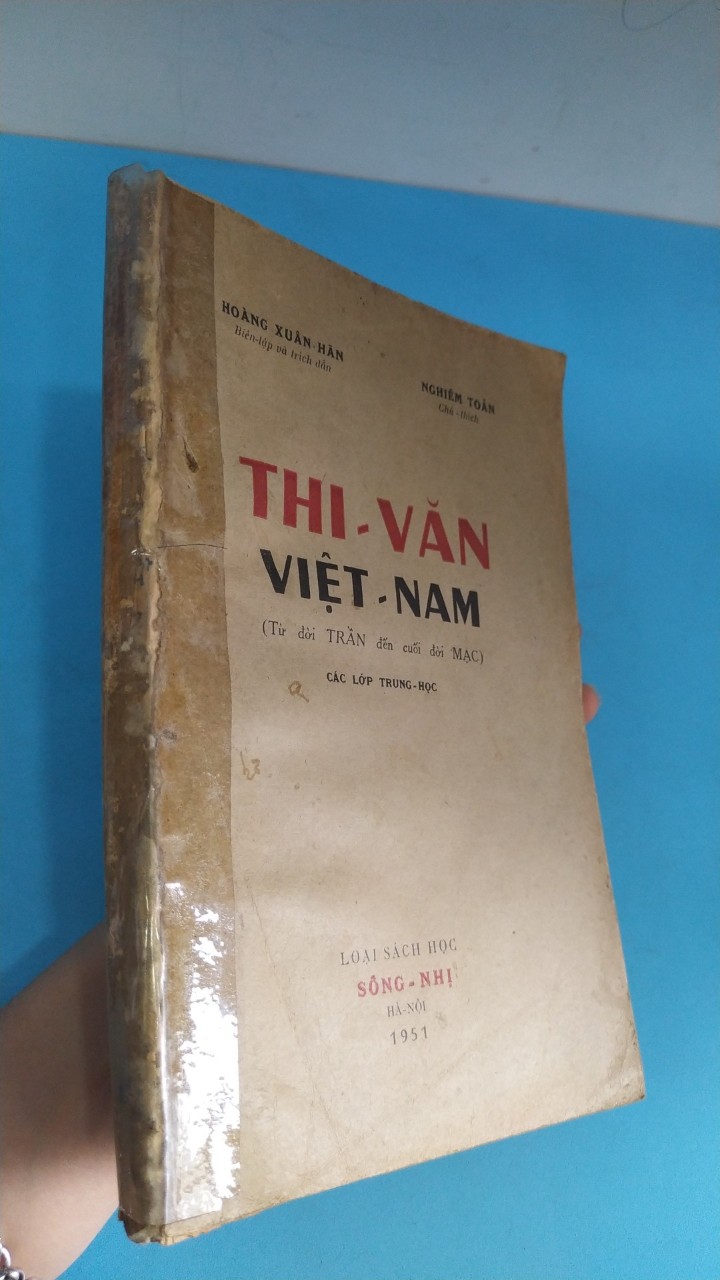 HOÀNG XUÂN-HÃN
Biên-tập và trích dẫn
NGHIÊM TOẢN
Chú-thích
THI-VĂN
VIỆT-NAM
(Từ đời TRẦN đến cuối đời MẠC)
CÁC LỚP TRUNG-HỌC
LOẠI SÁCH HỌC
SÔNG-NHỊ
HÀ-NỘI
1951